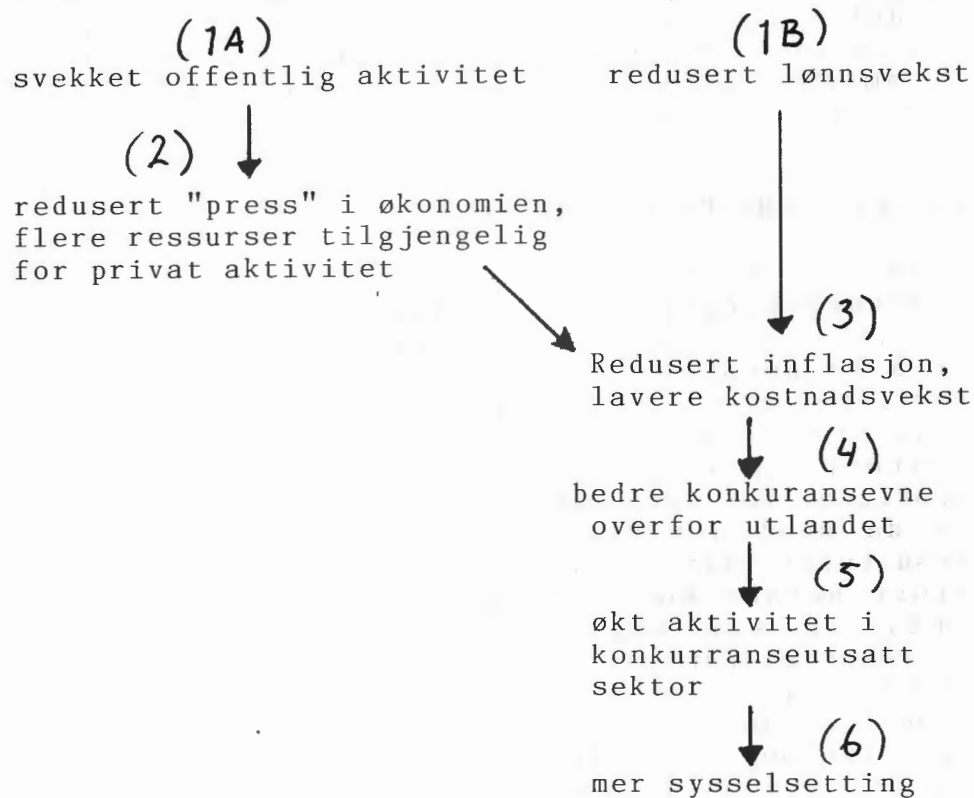 (1A)
svekket offentlig aktivitet
(1B)
redusert lønnsvekst
(2)
redusert "press" i økonomien,
flere ressurser tilgjengelig
for privat aktivitet
(3)
Redusert inflasjon,
lavere kostnadsvekst
(4)
bedre konkuransevne
overfor utlandet
(5)
økt aktivitet i
konkurranseutsatt
sektor
(6)
mer sysselsetting